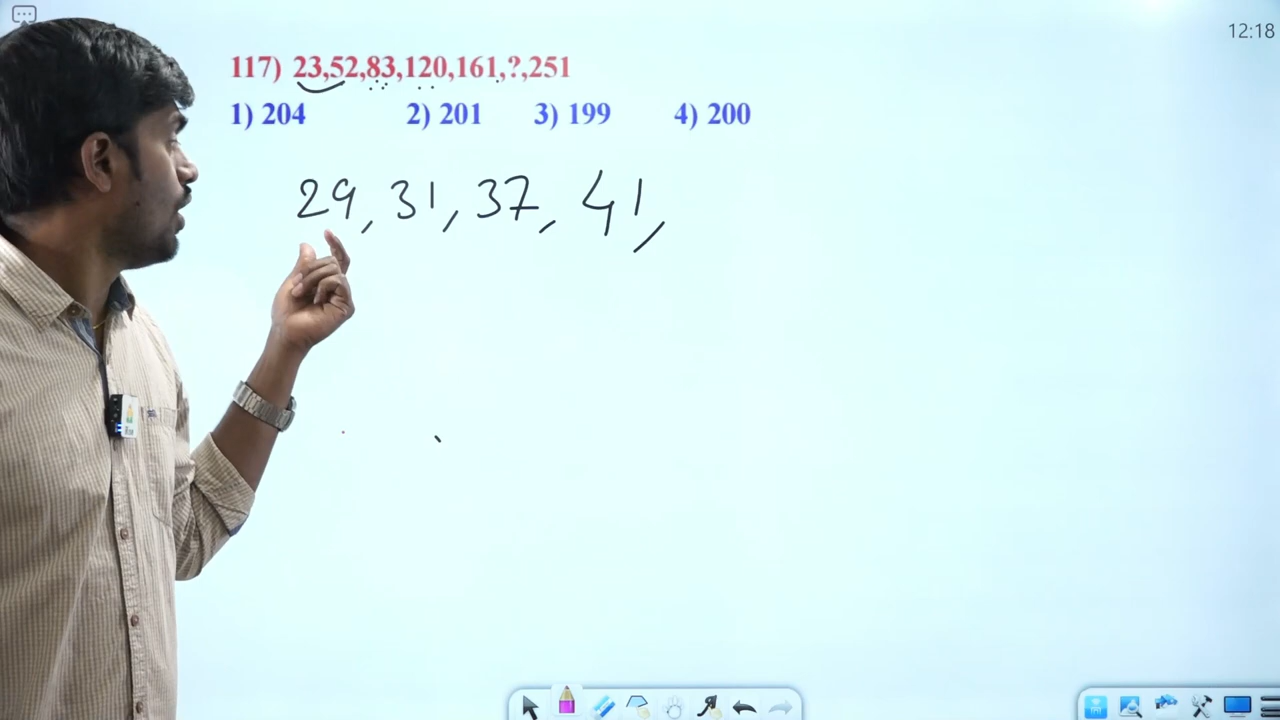 12:18
117) 23,52,83,120,161,?,251
1) 204 2) 201 3) 199 4) 200
29, 31, 37, 41,